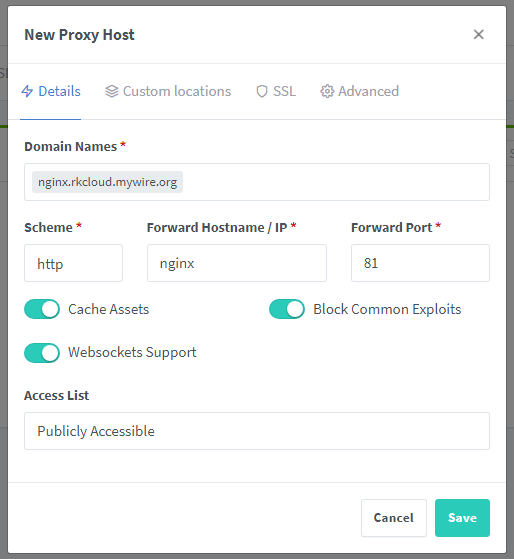 New Proxy Host
Details Custom locations SSL Advanced
Domain Names *
nginx.rkcloud.mywire.org
Scheme * Forward Hostname / IP * Forward Port *
http nginx 81
Cache Assets Block Common Exploits
Websockets Support
Access List
Publicly Accessible
Cancel Save